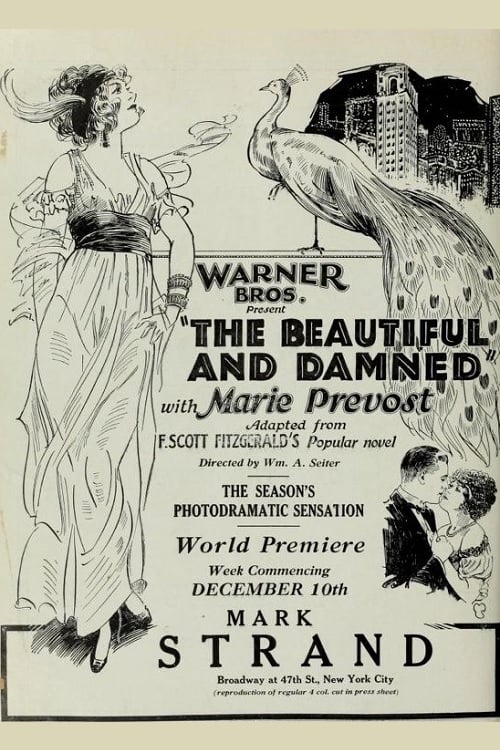 WARNER
BROS.
Present
"THE BEAUTIFUL
AND DAMNED"
with Marie Prevost
Adapted from
F. SCOTT FITZGERALD'S Popular novel
Directed by Wm. A. Seiter
THE SEASON'S
PHOTODRAMATIC SENSATION
World Premiere
Week Commencing
DECEMBER 10th
MARK
STRAND
Broadway at 47th St., New York City
(reproduction of regular 4 col. cut in press sheet)